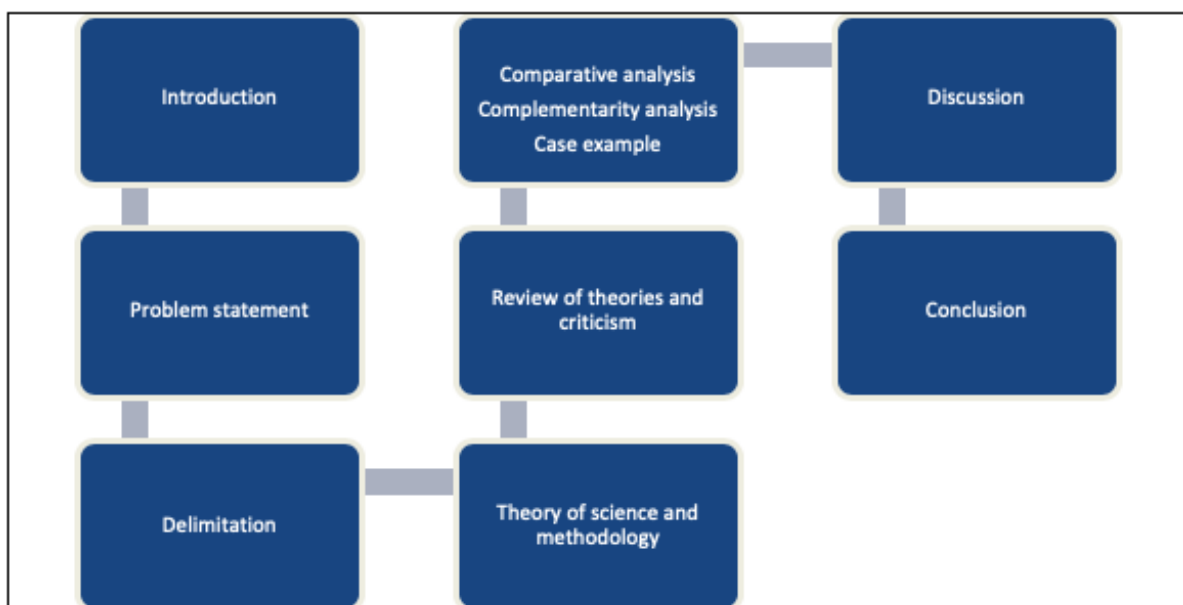 Introduction
Problem statement
Delimitation
Theory of science and
methodology
Review of theories and
criticism
Comparative analysis
Complementarity analysis
Case example
Discussion
Conclusion